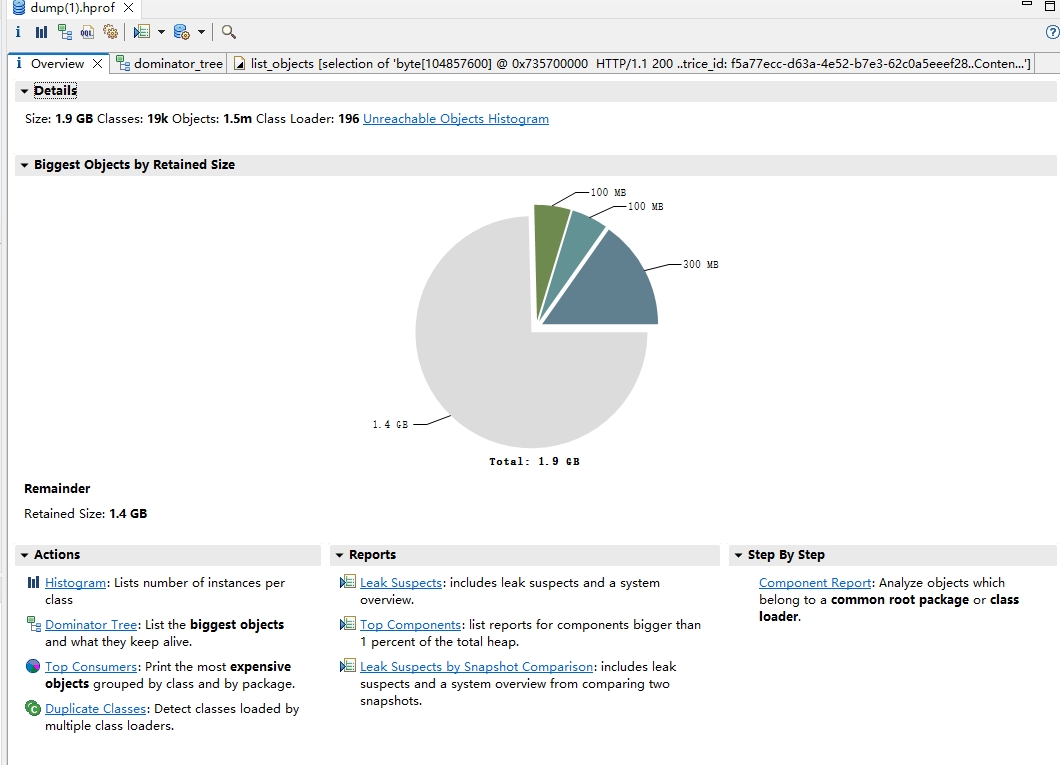 dump(1).hprof
Overview dominator_tree list_objects [selection of 'byte[104857600] @ 0x735700000 HTTP/1.1 200 ..trice_id: f5a77ecc-d63a-4e52-b7e3-62c0a5eeef28..Conten...']
Details
Size: 1.9 GB Classes: 19k Objects: 1.5m Class Loader: 196 Unreachable Objects Histogram
Biggest Objects by Retained Size
100 MB
100 MB
300 MB
1.4 GB
Total: 1.9 GB
Remainder
Retained Size: 1.4 GB
Actions
Histogram: Lists number of instances per
class
Dominator Tree: List the biggest objects
and what they keep alive.
Top Consumers: Print the most expensive
objects grouped by class and by package.
Duplicate Classes: Detect classes loaded by
multiple class loaders.
Reports
Leak Suspects: includes leak suspects and a system
overview.
Top Components: list reports for components bigger than
1 percent of the total heap.
Leak Suspects by Snapshot Comparison: includes leak
suspects and a system overview from comparing two
snapshots.
Step By Step
Component Report: Analyze objects which
belong to a common root package or class
loader.